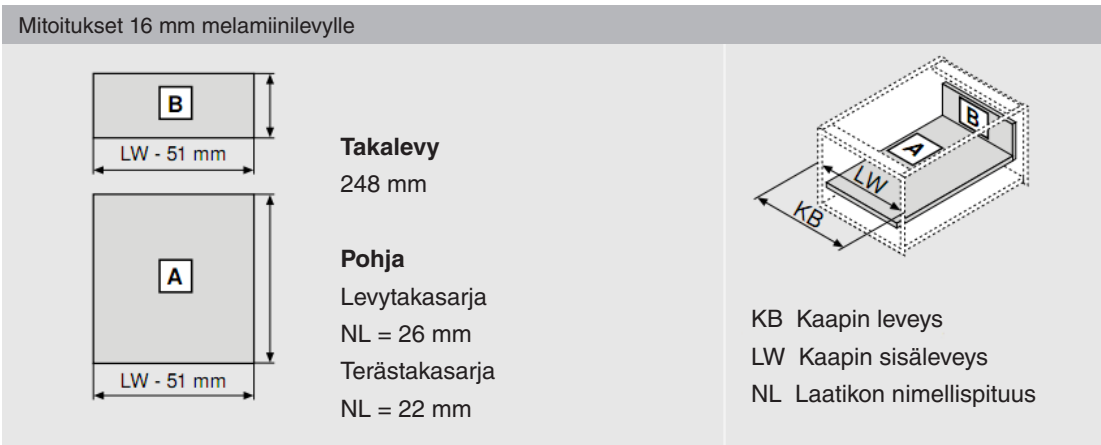 Mitoitukset 16 mm melamiinilevylle
B
LW - 51 mm
A
LW - 51 mm
Takalevy
248 mm
Pohja
Levytakasarja
NL = 26 mm
Terästakasarja
NL = 22 mm
B
A
LW
KB
KB Kaapin leveys
LW Kaapin sisäleveys
NL Laatikon nimellispituus